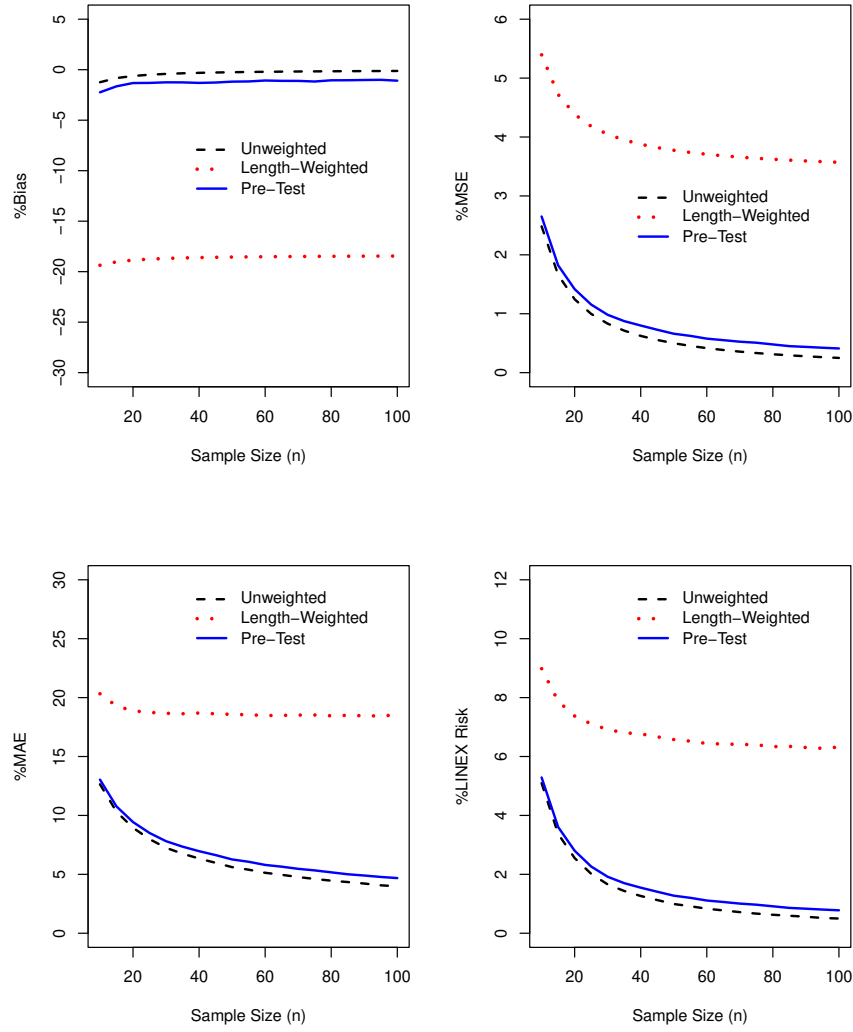 %Bias
5
0
−5
−10
−15
−20
−25
−30
Unweighted
Length−Weighted
Pre−Test
20 40 60 80 100
Sample Size (n)
%MSE
6
5
4
3
2
1
0
Unweighted
Length−Weighted
Pre−Test
20 40 60 80 100
Sample Size (n)
%MAE
30
25
20
15
10
5
0
Unweighted
Length−Weighted
Pre−Test
20 40 60 80 100
Sample Size (n)
%LINEX Risk
12
10
8
6
4
2
0
Unweighted
Length−Weighted
Pre−Test
20 40 60 80 100
Sample Size (n)